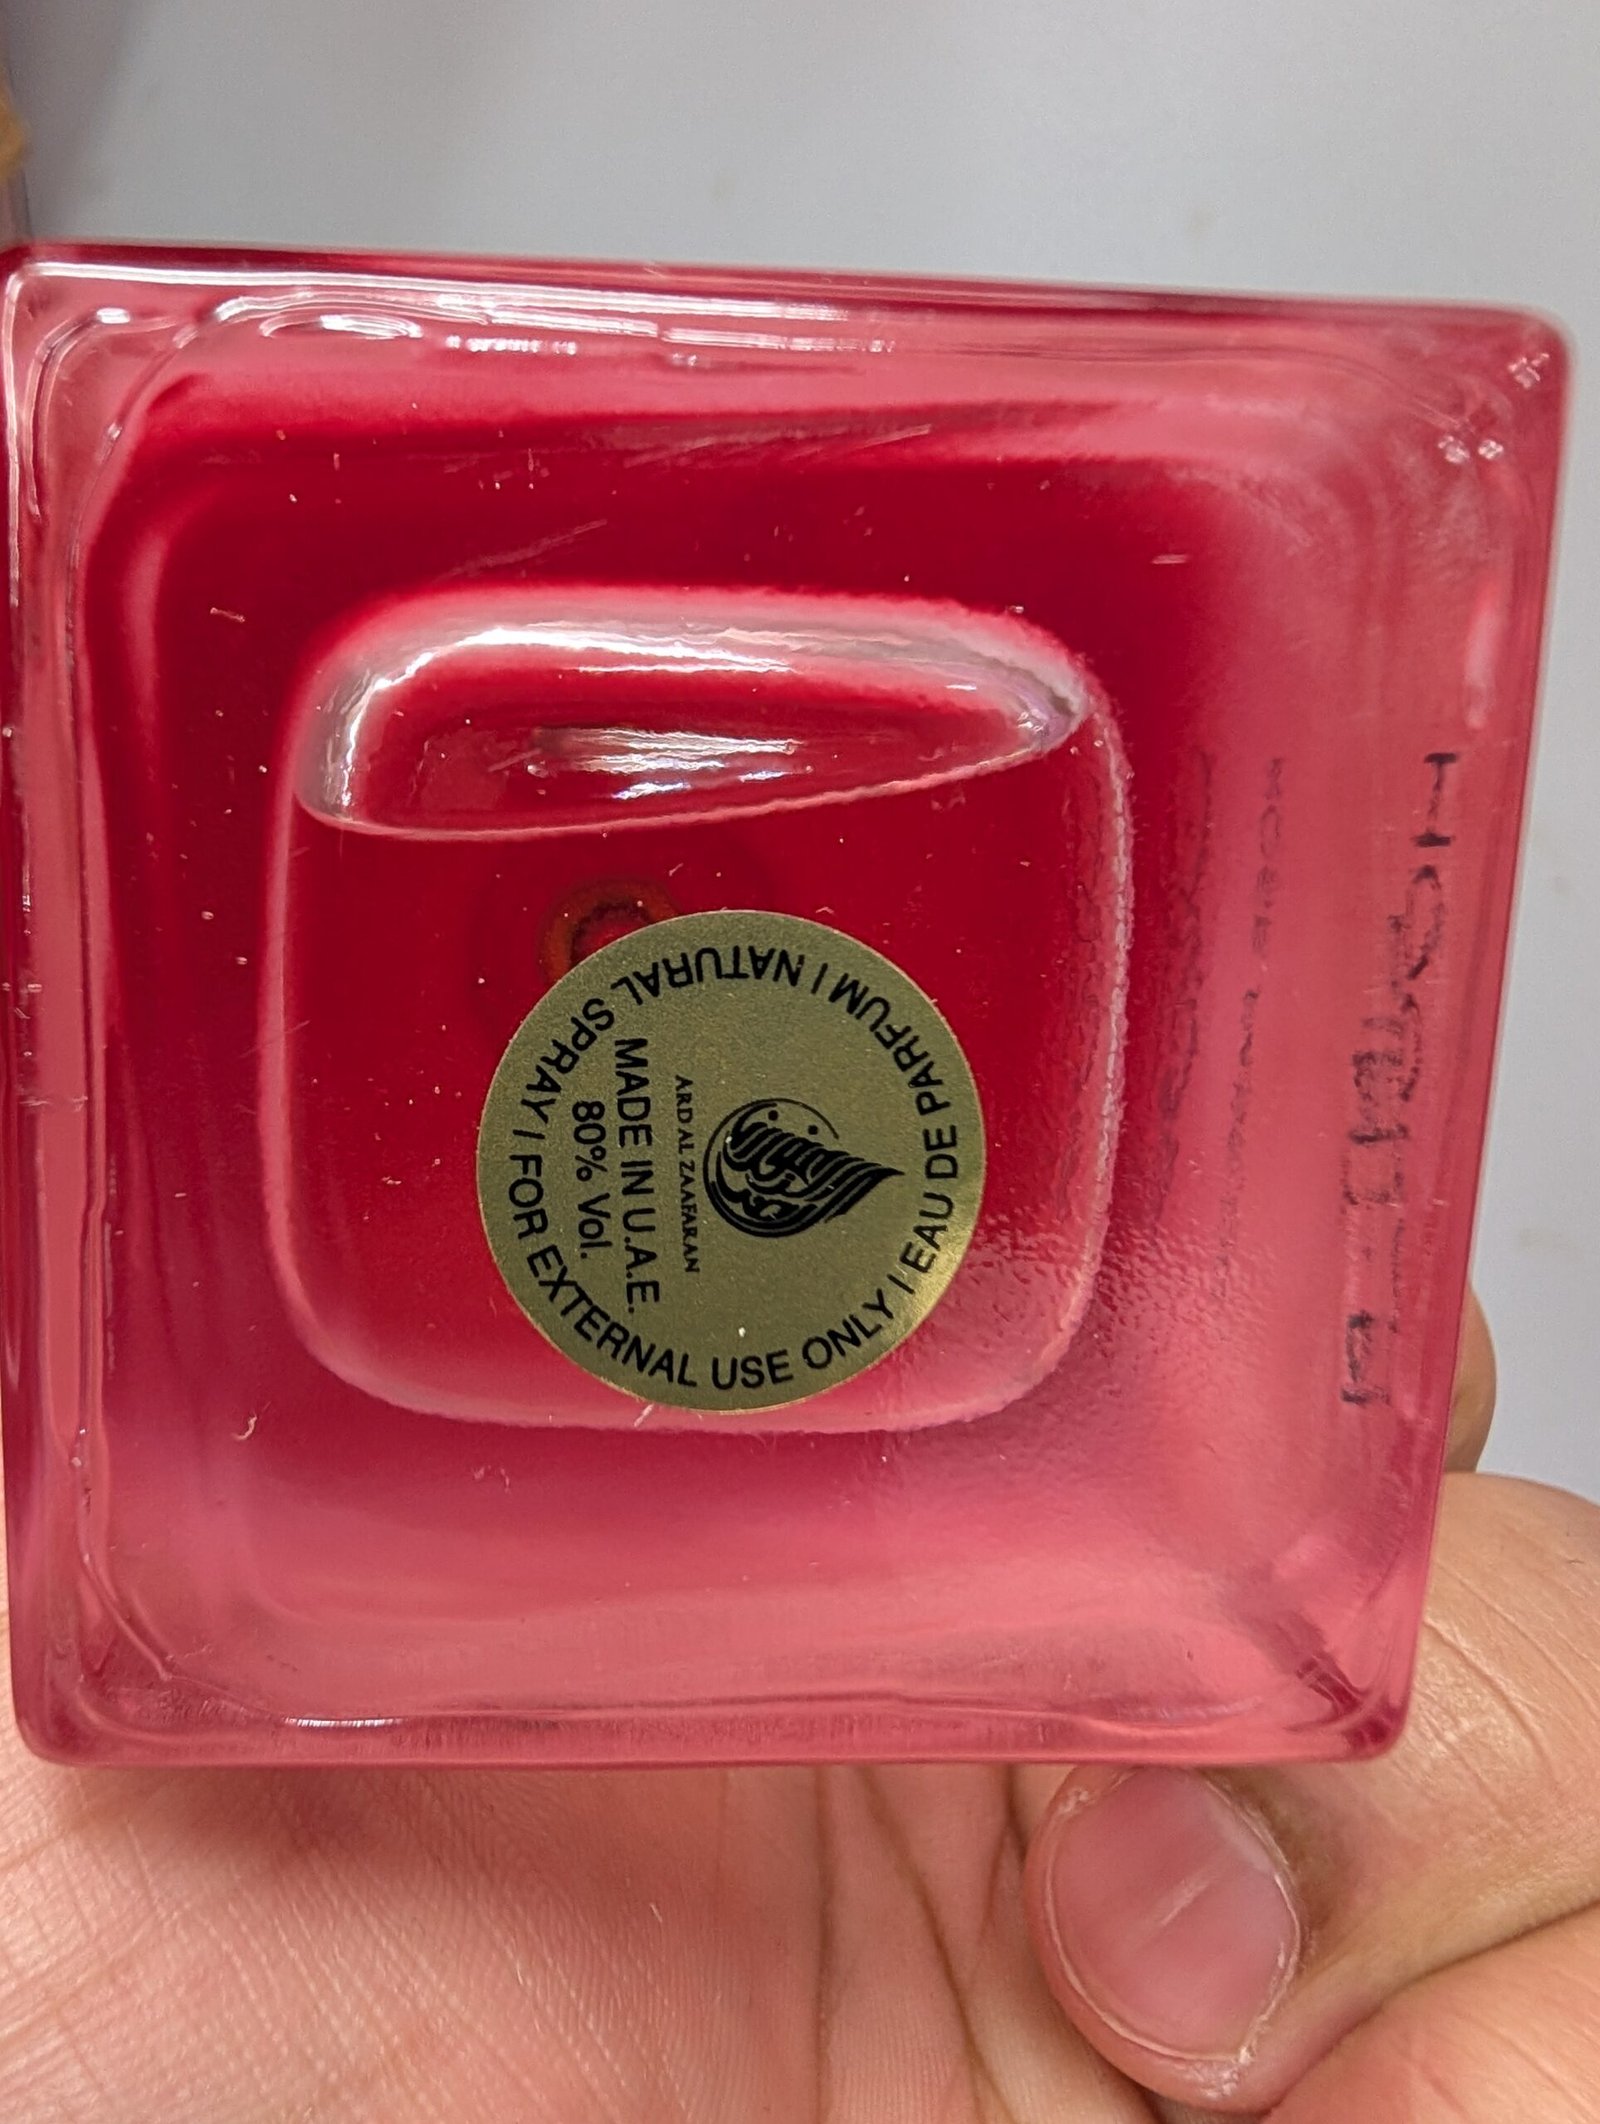 EAU DE PARFUM | NATURAL SPRAY | FOR EXTERNAL USE ONLY |
ARD AL ZAAFARAN
MADE IN U.A.E.
80% Vol.